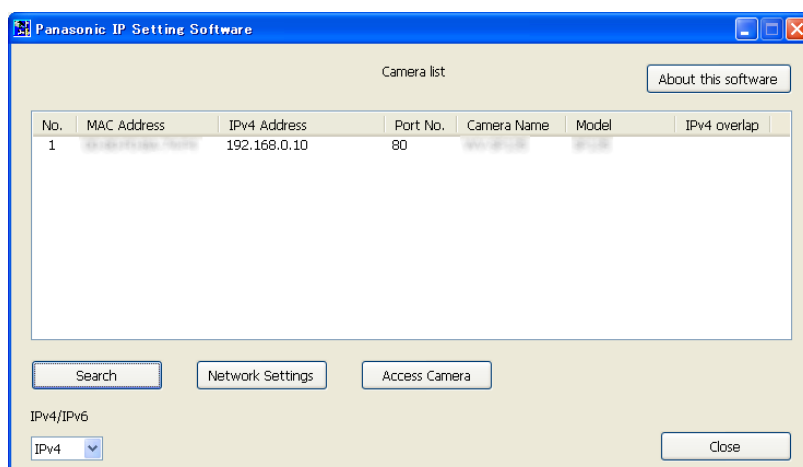 Panasonic IP Setting Software
Camera list
About this software
No. MAC Address IPv4 Address Port No. Camera Name Model IPv4 overlap
1 192.168.0.10 80
Search Network Settings Access Camera
IPv4/IPv6
IPv4 Close